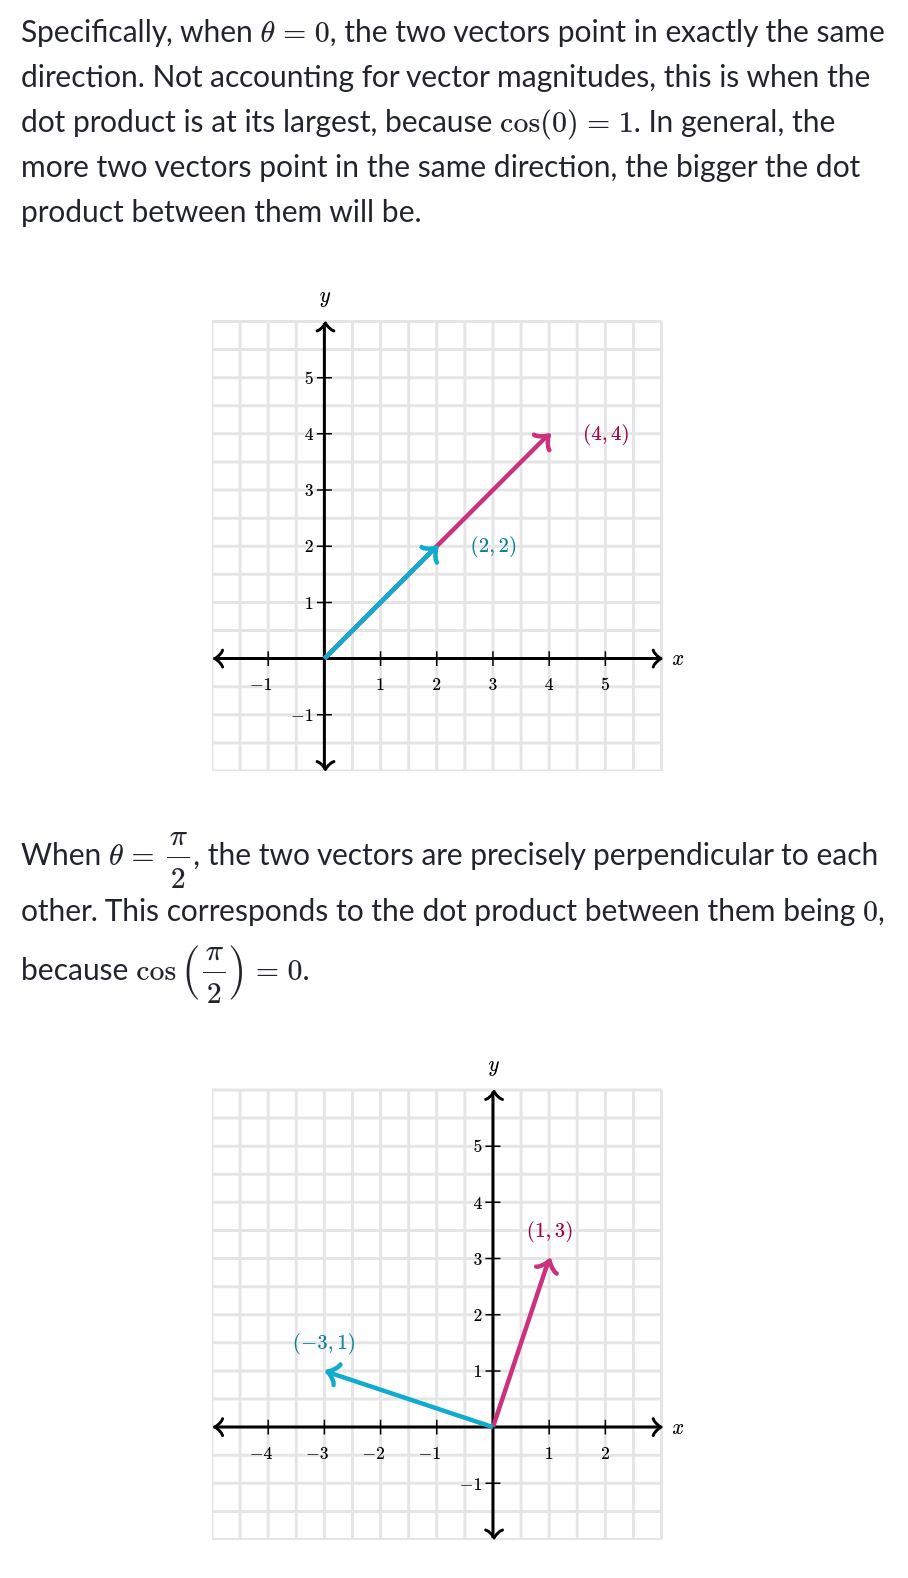 Specifically, when θ = 0, the two vectors point in exactly the same
direction. Not accounting for vector magnitudes, this is when the
dot product is at its largest, because cos(0) = 1. In general, the
more two vectors point in the same direction, the bigger the dot
product between them will be.
y
5
4
(4, 4)
3
2
(2, 2)
1
x
−1 1 2 3 4 5
−1
When θ = π/2, the two vectors are precisely perpendicular to each
other. This corresponds to the dot product between them being 0,
because cos(π/2) = 0.
y
5
4
(1, 3)
3
2
(−3, 1)
1
x
−4 −3 −2 −1 1 2
−1